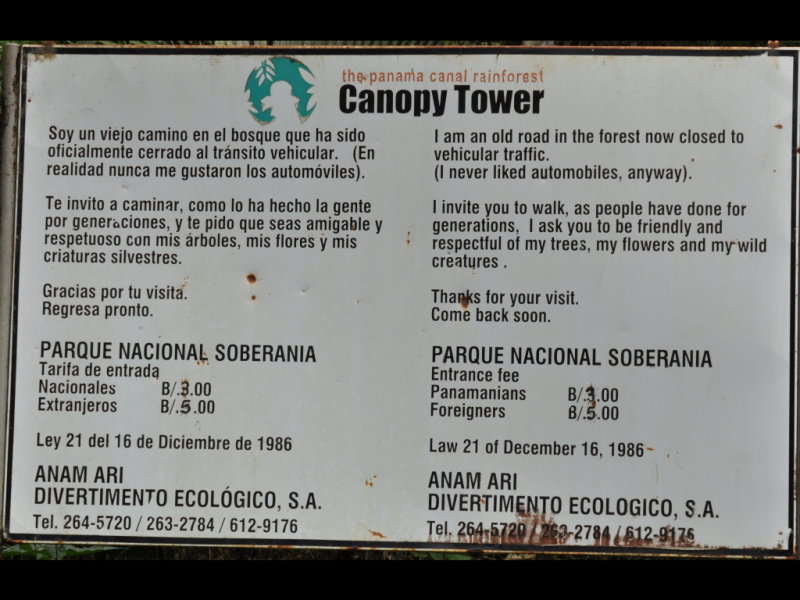 the panama canal rainforest
Canopy Tower
Soy un viejo camino en el bosque que ha sido
oficialmente cerrado al tránsito vehicular. (En
realidad nunca me gustaron los automóviles).
Te invito a caminar, como lo ha hecho la gente
por generaciones, y te pido que seas amigable y
respetuoso con mis árboles, mis flores y mis
criaturas silvestres.
Gracias por tu visita.
Regresa pronto.
PARQUE NACIONAL SOBERANIA
Tarifa de entrada
Nacionales B/.3.00
Extranjeros B/.5.00
Ley 21 del 16 de Diciembre de 1986
ANAM ARI
DIVERTIMENTO ECOLÓGICO, S.A.
Tel. 264-5720 / 263-2784 / 612-9176
I am an old road in the forest now closed to
vehicular traffic.
(I never liked automobiles, anyway).
I invite you to walk, as people have done for
generations, I ask you to be friendly and
respectful of my trees, my flowers and my wild
creatures .
Thanks for your visit.
Come back soon.
PARQUE NACIONAL SOBERANIA
Entrance fee
Panamanians B/.3.00
Foreigners B/.5.00
Law 21 of December 16, 1986
ANAM ARI
DIVERTIMENTO ECOLOGICO, S.A.
Tel. 264-5720 / 263-2784 / 612-9176